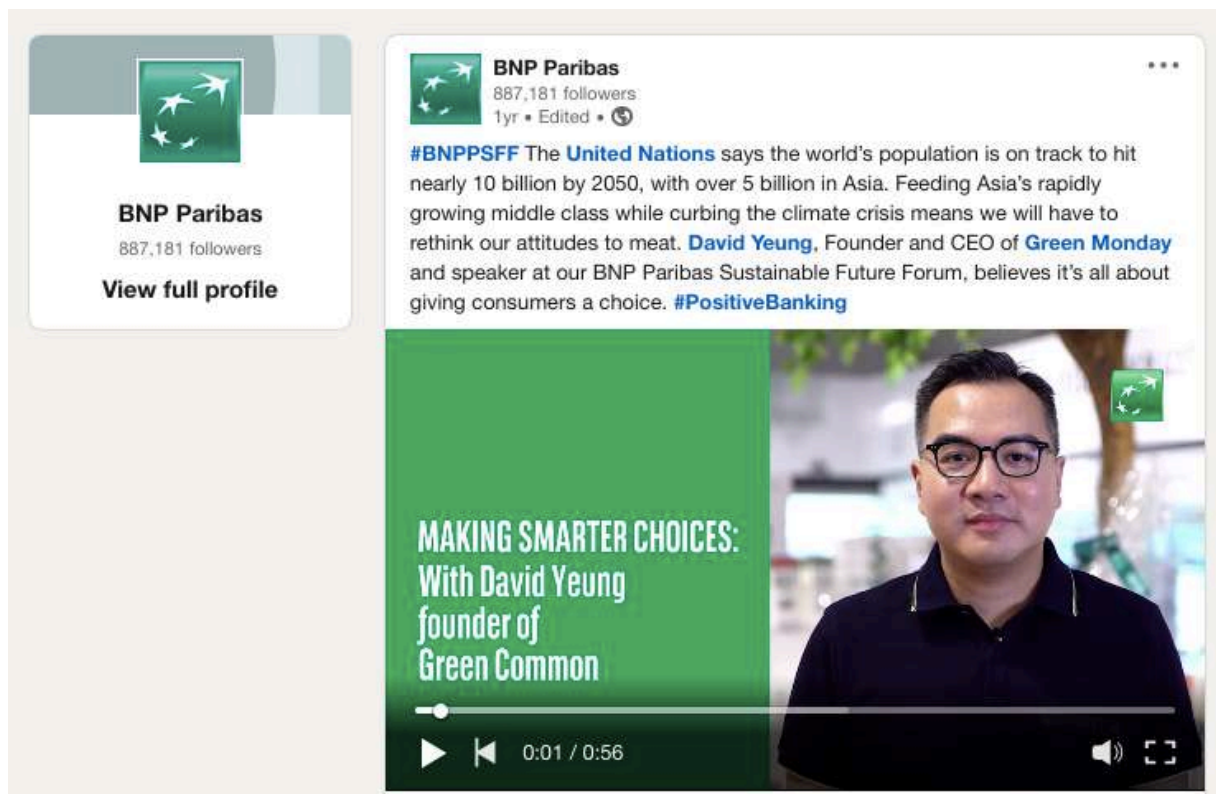 BNP Paribas
887,181 followers
View full profile
BNP Paribas
887,181 followers
1yr • Edited •
#BNPPSFF The United Nations says the world's population is on track to hit
nearly 10 billion by 2050, with over 5 billion in Asia. Feeding Asia's rapidly
growing middle class while curbing the climate crisis means we will have to
rethink our attitudes to meat. David Yeung, Founder and CEO of Green Monday
and speaker at our BNP Paribas Sustainable Future Forum, believes it's all about
giving consumers a choice. #PositiveBanking
MAKING SMARTER CHOICES:
With David Yeung
founder of
Green Common
0:01 / 0:56